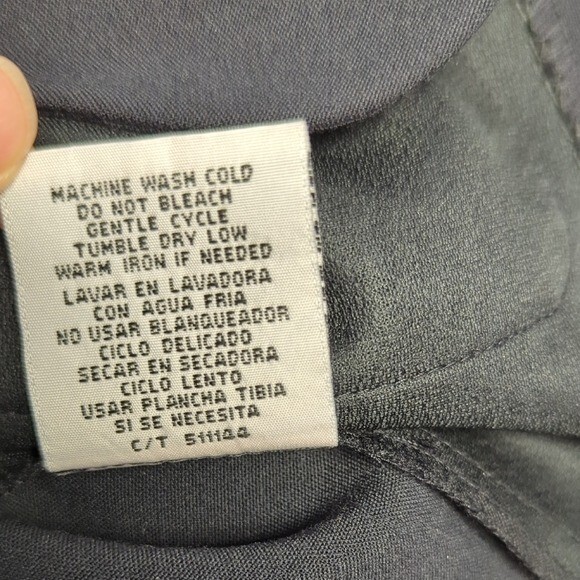 MACHINE WASH COLD
DO NOT BLEACH
GENTLE CYCLE
TUMBLE DRY LOW
WARM IRON IF NEEDED
LAVAR EN LAVADORA
CON AGUA FRIA
NO USAR BLANQUEADOR
CICLO DELICADO
SECAR EN SECADORA
CICLO LENTO
USAR PLANCHA TIBIA
SI SE NECESITA
C/T 511144